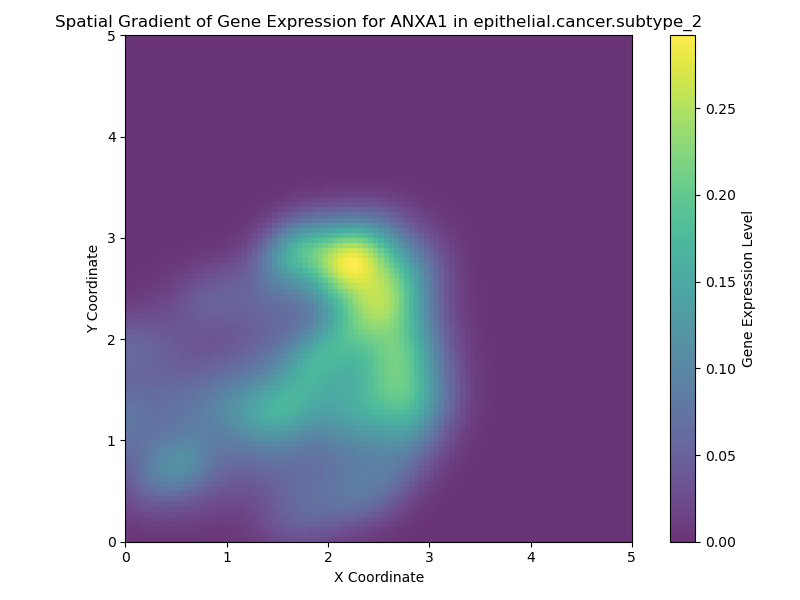 Spatial Gradient of Gene Expression for ANXA1 in epithelial.cancer.subtype_2
5
4
3
2
1
0
Y Coordinate
0 1 2 3 4 5
X Coordinate
0.25
0.20
0.15
0.10
0.05
0.00
Gene Expression Level